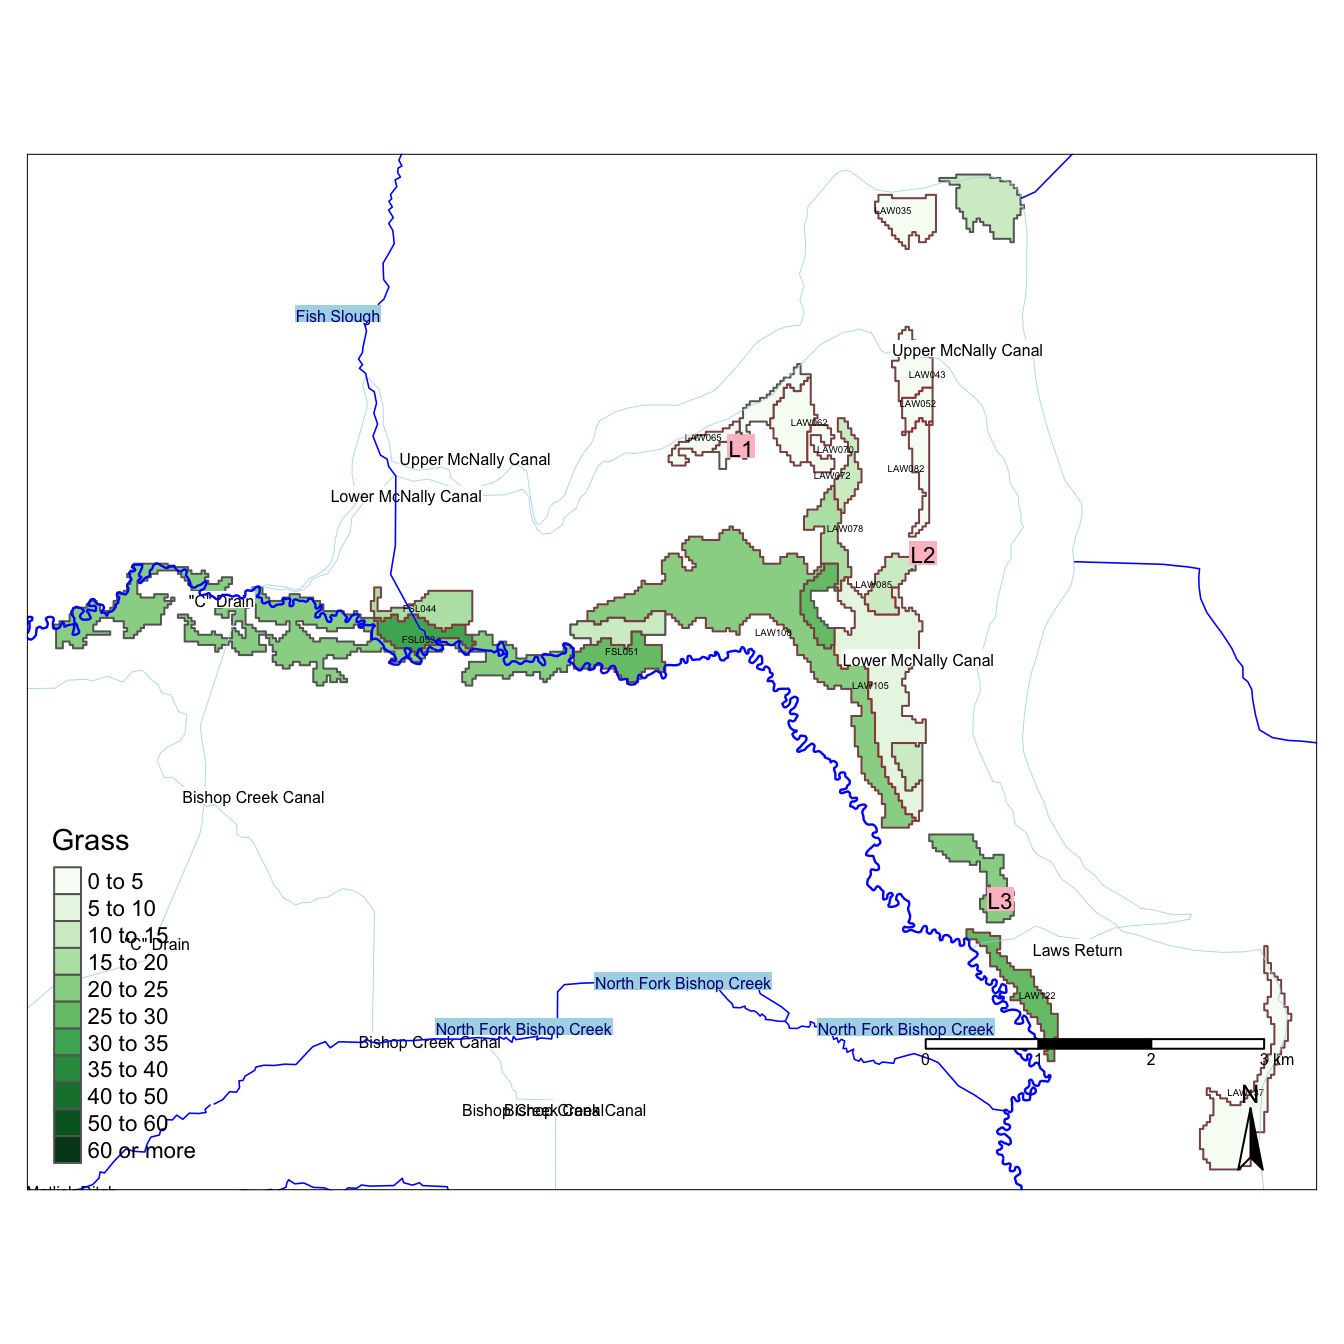 LAW035
Fish Slough
Upper McNally Canal
LAW043
LAW052
LAW062
LAW065
L1
LAW070
Upper McNally Canal
LAW082
LAW072
Lower McNally Canal
LAW078
L2
LAW085
"C" Drain
FSL044
LAW108
FSL051
Lower McNally Canal
LAW105
Bishop Creek Canal
Grass
0 to 5
5 to 10
10 to 15
15 to 20
20 to 25
25 to 30
30 to 35
35 to 40
40 to 50
50 to 60
60 or more
L3
"C" Drain
Laws Return
North Fork Bishop Creek
LAW122
North Fork Bishop Creek
North Fork Bishop Creek
Bishop Creek Canal
0 1 2 3 km
N
Bishop Creek Canal
Bishop Creek Canal